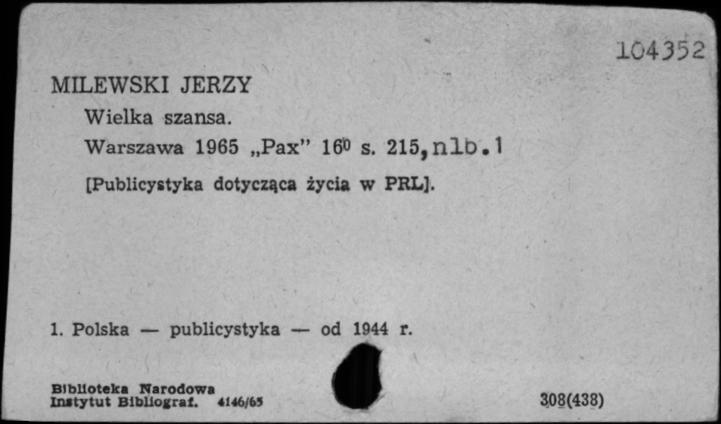 104352
MILEWSKI JERZY
Wielka szansa.
Warszawa 1965 „Pax” 16⁰ s. 215, nlb. 1
[Publicystyka dotycząca życia w PRL].
1. Polska — publicystyka — od 1944 r.
Biblioteka Narodowa
Instytut Bibliograf. 4146/65
308(438)